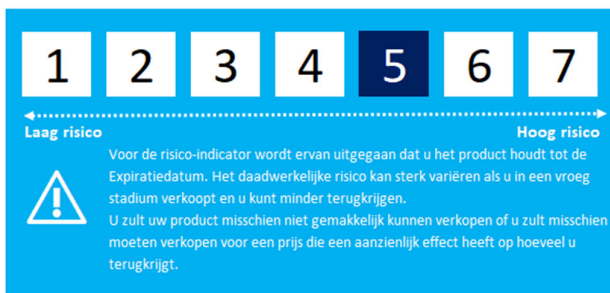 1 2 3 4 5 6 7
Laag risico Hoog risico
Voor de risico-indicator wordt ervan uitgegaan dat u het product houdt tot de
Expiratiedatum. Het daadwerkelijke risico kan sterk variëren als u in een vroeg
stadium verkoopt en u kunt minder terugkrijgen.
U zult uw product misschien niet gemakkelijk kunnen verkopen of u zult misschien
moeten verkopen voor een prijs die een aanzienlijk effect heeft op hoeveel u
terugkrijgt.